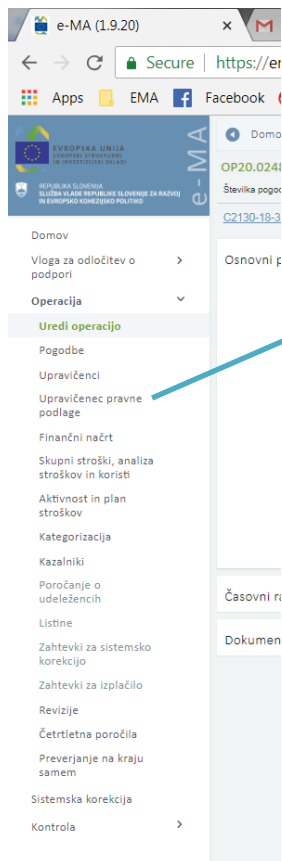 e-MA (1.9.20)
Secure
https://e
Apps
EMA
Facebook
EVROPSKA UNIJA
EVROPSKI STRUKTURNI
IN INVESTICIJSKI SKLADI
REPUBLIKA SLOVENIJA
SLUŽBA VLADE REPUBLIKE SLOVENIJE ZA RAZVOJ
IN EVROPSKO KOHEZIJSKO POLITIKO
e-MA
Domo
OP20.0248
Številka pogod
C2130-18-3
Osnovni p
Časovni ra
Dokumen
Domov
Vloga za odločitev o
podpori
Operacija
Uredi operacijo
Pogodbe
Upravičenci
Upravičenec pravne
podlage
Finančni načrt
Skupni stroški, analiza
stroškov in koristi
Aktivnost in plan
stroškov
Kategorizacija
Kazalniki
Poročanje o
udeležencih
Listine
Zahtevki za sistemsko
korekcijo
Zahtevki za izplačilo
Revizije
Četrtletna poročila
Preverjanje na kraju
samem
Sistemska korekcija
Kontrola